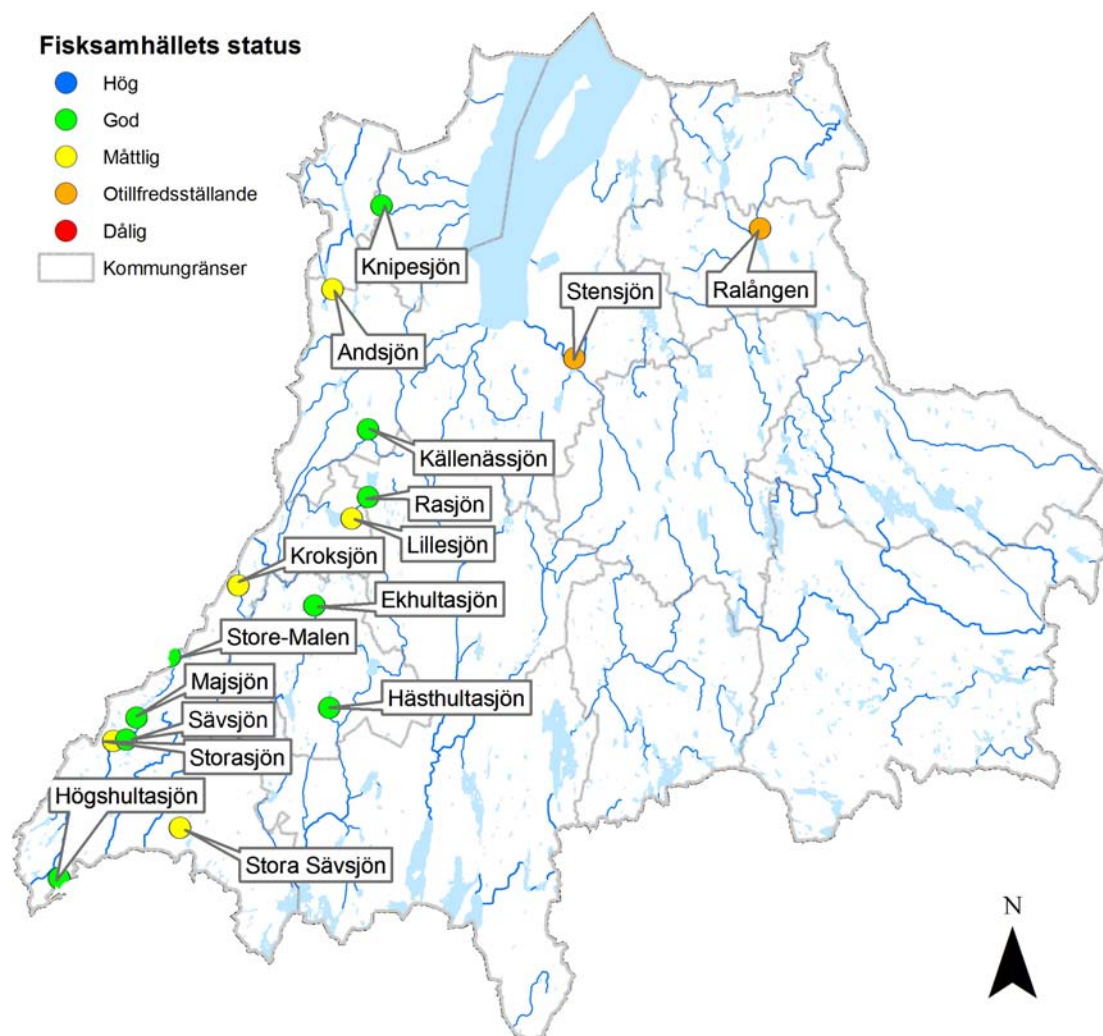 Fisksamhällets status
Hög
God
Måttlig
Otillfredsställande
Dålig
Kommungränser
Knipesjön
Ralången
Stensjön
Andsjön
Källenässjön
Rasjön
Lillesjön
Kroksjön
Ekhultasjön
Store-Malen
Majsjön
Hästhultasjön
Sävsjön
Storasjön
Högshultasjön
Stora Sävsjön
N